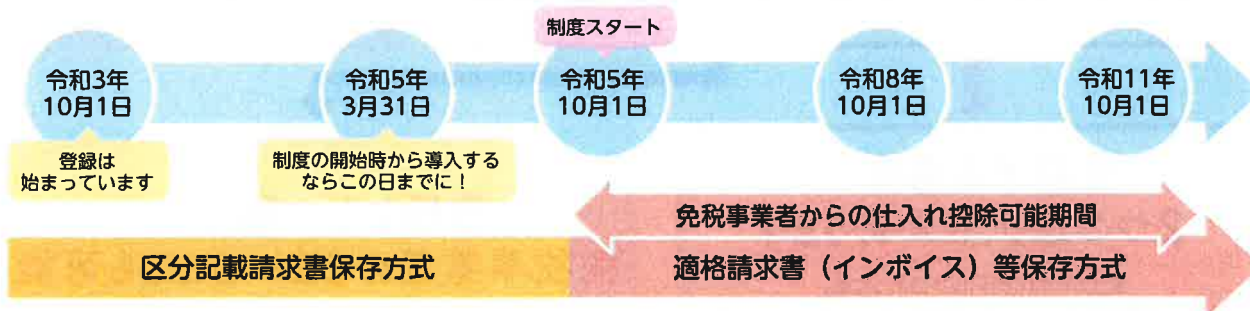 制度スタート
令和3年
10月1日
令和5年
3月31日
令和5年
10月1日
令和8年
10月1日
令和11年
10月1日
登録は
始まっています
制度の開始時から導入する
ならこの日までに！
免税事業者からの仕入れ控除可能期間
区分記載請求書保存方式
適格請求書（インボイス）等保存方式